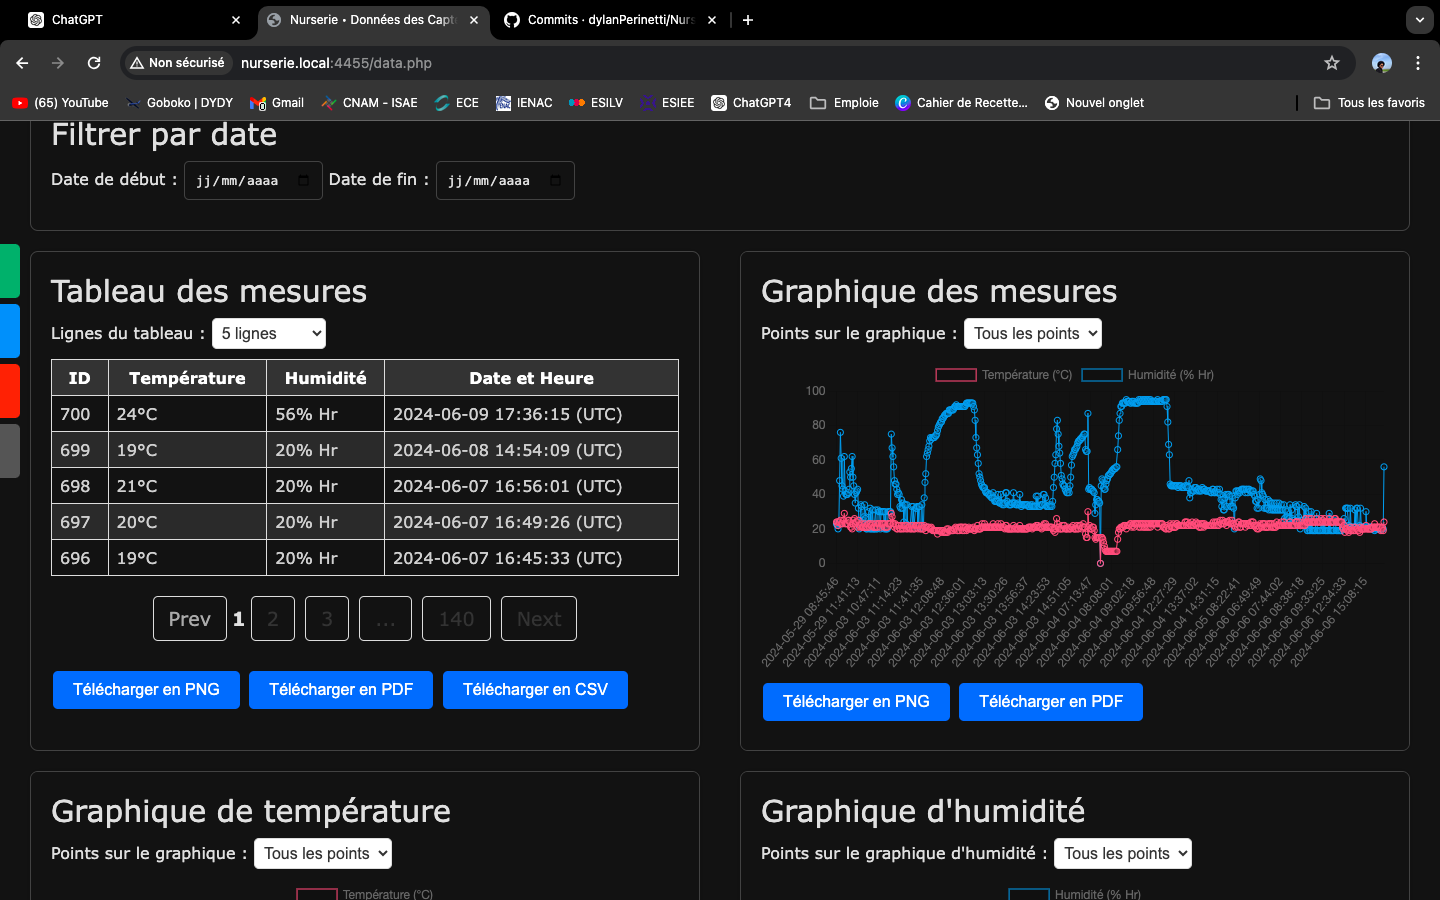 ChatGPT
Nurserie • Données des Capte
Commits · dylanPerinetti/Nurs
Non sécurisé
nurserie.local:4455/data.php
(65) YouTube
Goboko | DYDY
Gmail
CNAM - ISAE
ECE
IENAC
ESILV
ESIEE
ChatGPT4
Emploie
Cahier de Recette...
Nouvel onglet
Tous les favoris
Filtrer par date
Date de début : jj/mm/aaaa Date de fin : jj/mm/aaaa
Tableau des mesures
Lignes du tableau : 5 lignes
ID Température Humidité Date et Heure
700 24°C 56% Hr 2024-06-09 17:36:15 (UTC)
699 19°C 20% Hr 2024-06-08 14:54:09 (UTC)
698 21°C 20% Hr 2024-06-07 16:56:01 (UTC)
697 20°C 20% Hr 2024-06-07 16:49:26 (UTC)
696 19°C 20% Hr 2024-06-07 16:45:33 (UTC)
Prev 1 2 3 ... 140 Next
Télécharger en PNG
Télécharger en PDF
Télécharger en CSV
Graphique des mesures
Points sur le graphique : Tous les points
Température (°C) Humidité (% Hr)
100
80
60
40
20
0
2024-05-29 08:45:46
2024-05-29 11:41:13
2024-06-03 10:47:11
2024-06-03 11:14:23
2024-06-03 11:41:35
2024-06-03 12:08:48
2024-06-03 12:36:01
2024-06-03 13:03:13
2024-06-03 13:30:26
2024-06-03 13:56:37
2024-06-03 14:23:53
2024-06-03 14:51:05
2024-06-04 07:13:47
2024-06-04 08:08:01
2024-06-04 09:02:18
2024-06-04 09:56:48
2024-06-04 12:27:29
2024-06-04 13:37:02
2024-06-04 14:31:15
2024-06-05 08:22:41
2024-06-06 06:49:49
2024-06-06 07:44:02
2024-06-06 08:38:18
2024-06-06 09:33:25
2024-06-06 12:34:33
2024-06-06 15:08:15
Télécharger en PNG
Télécharger en PDF
Graphique de température
Points sur le graphique : Tous les points
Température (°C)
Graphique d'humidité
Points sur le graphique d'humidité : Tous les points
Humidité (% Hr)